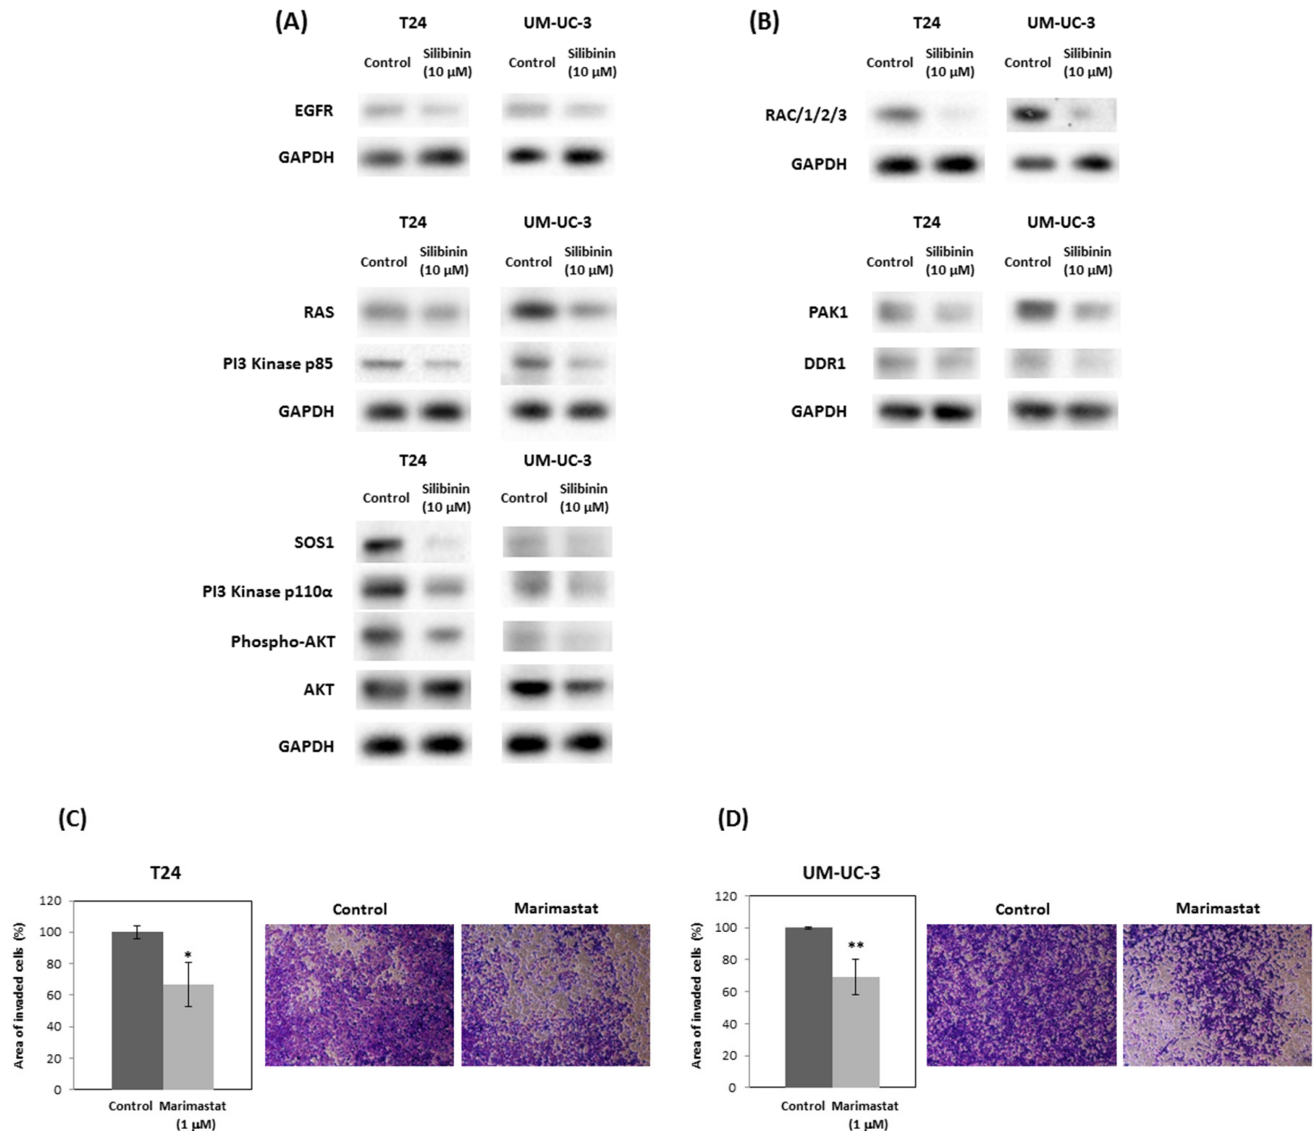 (A)
T24 UM-UC-3
Control Silibinin (10 µM) Control Silibinin (10 µM)
EGFR
GAPDH
T24 UM-UC-3
Control Silibinin (10 µM) Control Silibinin (10 µM)
RAS
PI3 Kinase p85
GAPDH
T24 UM-UC-3
Control Silibinin (10 µM) Control Silibinin (10 µM)
SOS1
PI3 Kinase p110α
Phospho-AKT
AKT
GAPDH
(B)
T24 UM-UC-3
Control Silibinin (10 µM) Control Silibinin (10 µM)
RAC/1/2/3
GAPDH
T24 UM-UC-3
Control Silibinin (10 µM) Control Silibinin (10 µM)
PAK1
DDR1
GAPDH
(C)
T24
Area of invaded cells (%)
120
100
80
60
40
20
0
*
Control Marimastat
(1 µM)
Control Marimastat
(D)
UM-UC-3
Area of invaded cells (%)
120
100
80
60
40
20
0
**
Control Marimastat
(1 µM)
Control Marimastat